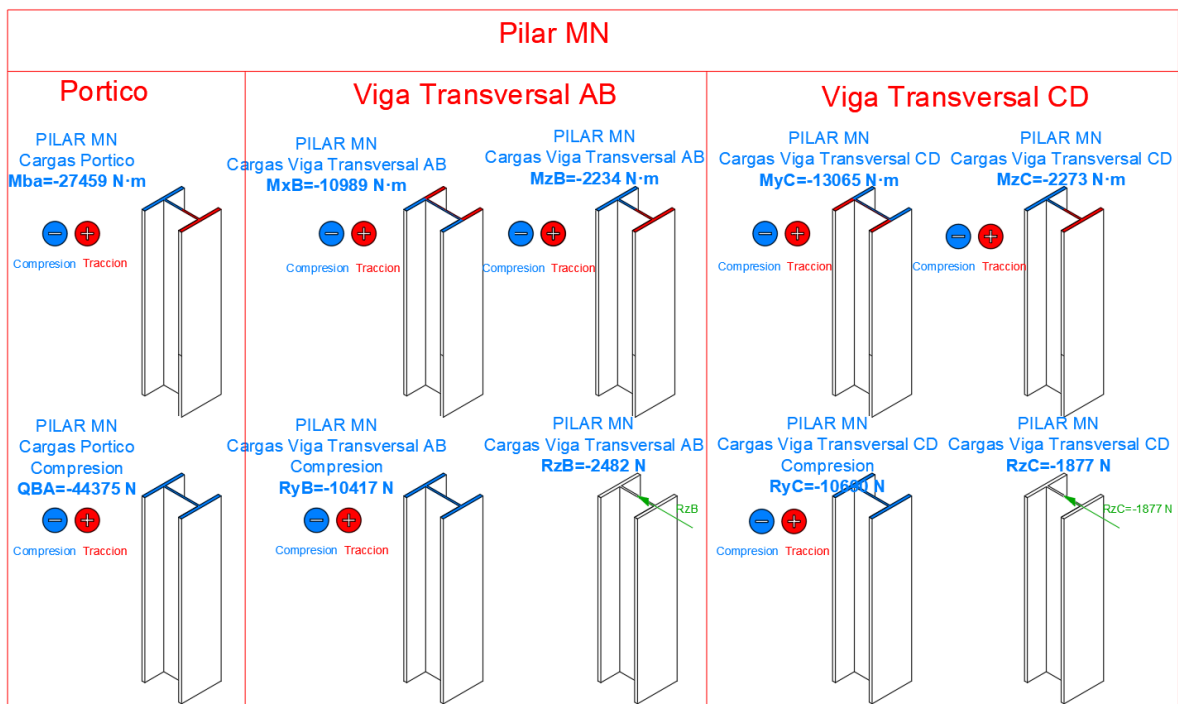 Pilar MN
Portico
Viga Transversal AB
Viga Transversal CD
PILAR MN
Cargas Portico
Mba=-27459 N·m
Compresion Traccion
PILAR MN
Cargas Viga Transversal AB
MxB=-10989 N·m
Compresion Traccion
PILAR MN
Cargas Viga Transversal AB
MzB=-2234 N·m
Compresion Traccion
PILAR MN
Cargas Viga Transversal CD
MyC=-13065 N·m
Compresion Traccion
PILAR MN
Cargas Viga Transversal CD
MzC=-2273 N·m
Compresion Traccion
PILAR MN
Cargas Portico
Compresion
QBA=-44375 N
Compresion Traccion
PILAR MN
Cargas Viga Transversal AB
Compresion
RyB=-10417 N
Compresion Traccion
PILAR MN
Cargas Viga Transversal AB
RzB=-2482 N
RzB
PILAR MN
Cargas Viga Transversal CD
Compresion
Compresion Traccion
PILAR MN
Cargas Viga Transversal CD
RzC=-1877 N
RzC=-1877 N